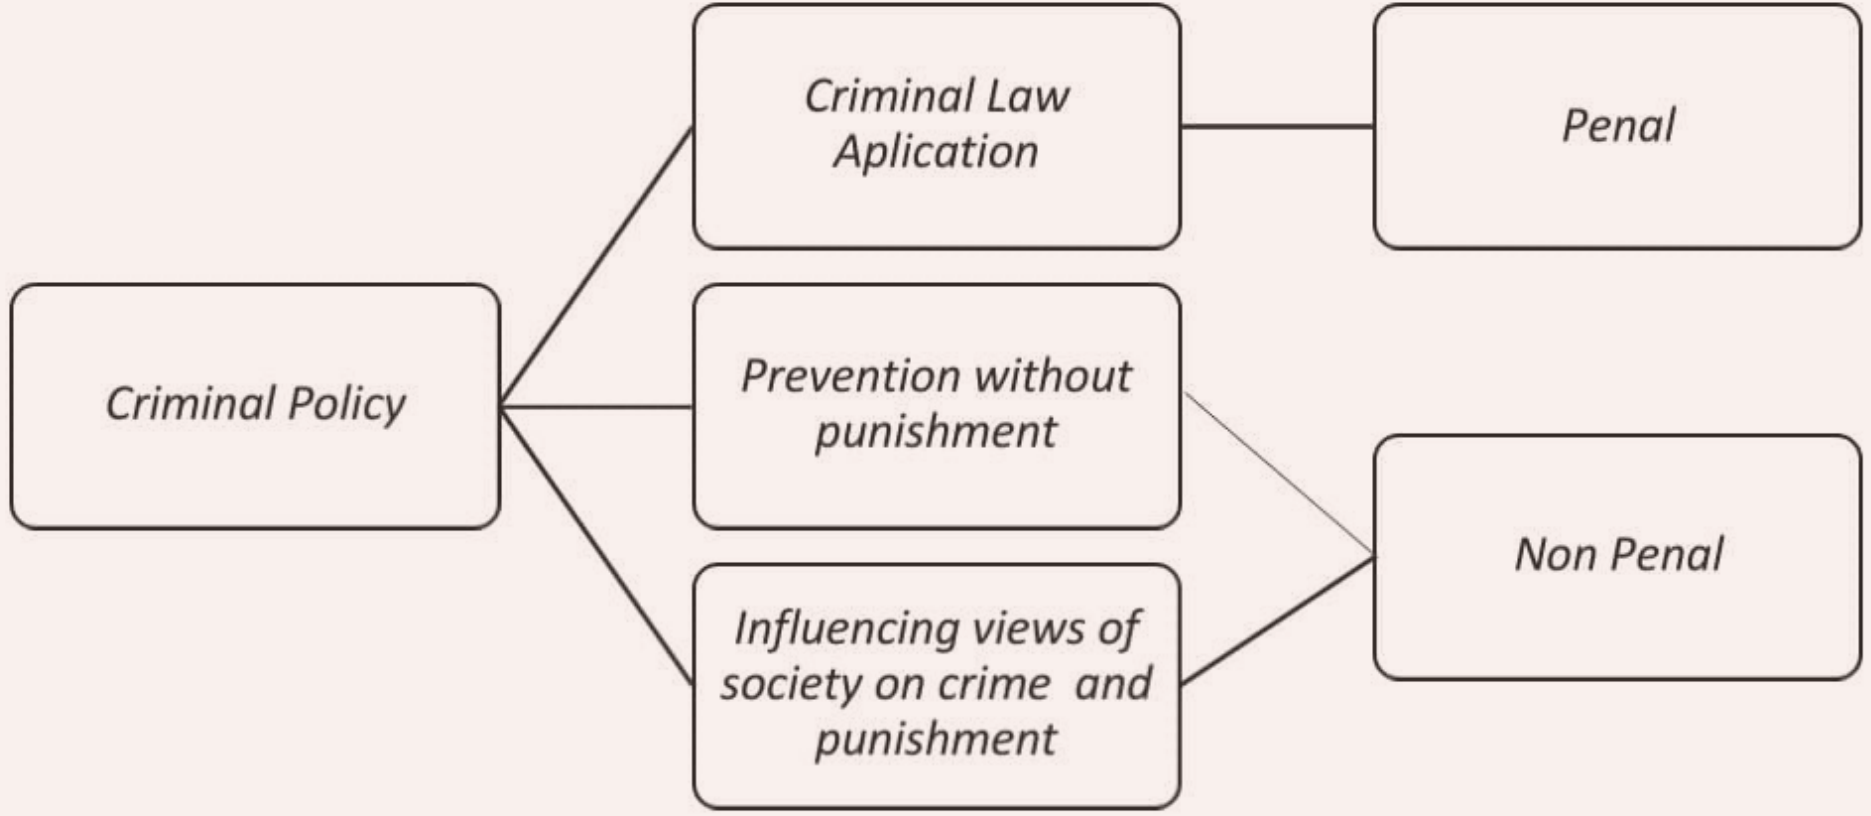 Criminal Policy
Criminal Law
Aplication
Penal
Prevention without
punishment
Influencing views of
society on crime  and
punishment
Non Penal